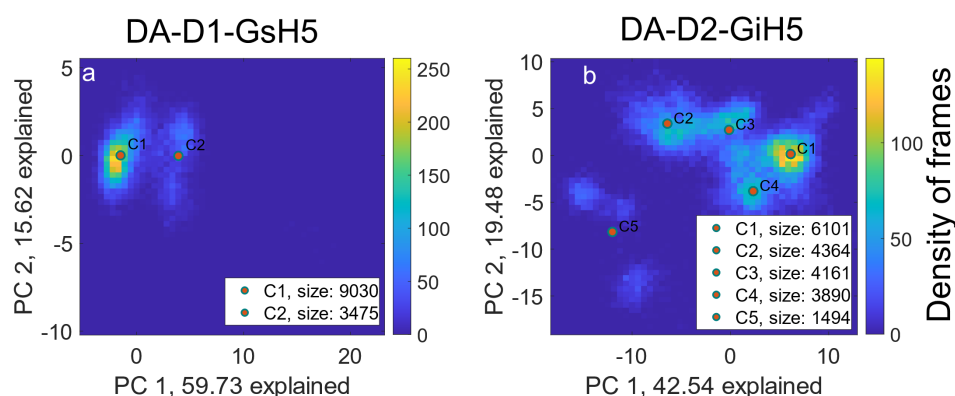 DA-D1-GsH5
a
PC 2, 15.62 explained
5
0
-5
-10
C1
C2
C1, size: 9030
C2, size: 3475
0
10
20
PC 1, 59.73 explained
250
200
150
100
50
0
DA-D2-GiH5
b
PC 2, 19.48 explained
10
5
0
-5
-10
-15
C2
C3
C1
C4
C5
C1, size: 6101
C2, size: 4364
C3, size: 4161
C4, size: 3890
C5, size: 1494
-10
0
10
PC 1, 42.54 explained
100
50
0
Density of frames